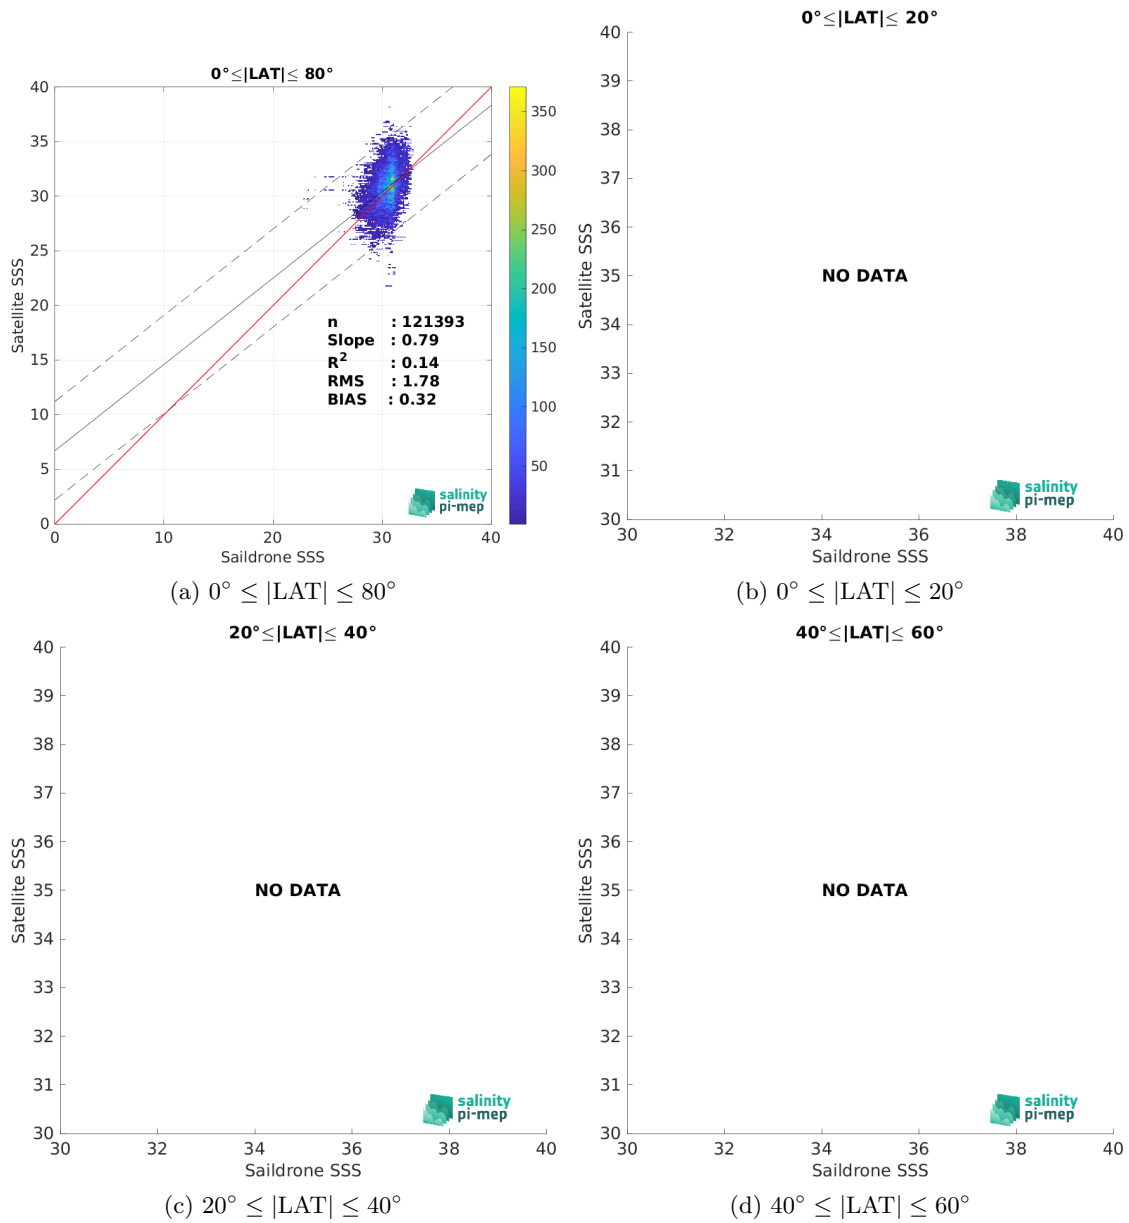 0°≤|LAT|≤ 80°
40
35
30
25
20
15
10
5
0
Satellite SSS
n : 121393
Slope : 0.79
R² : 0.14
RMS : 1.78
BIAS : 0.32
salinity
pi-mep
0 10 20 30 40
Saildrone SSS
350
300
250
200
150
100
50
(a) 0° ≤ |LAT| ≤ 80°
0°≤|LAT|≤ 20°
40
39
38
37
36
35
34
33
32
31
30
Satellite SSS
NO DATA
salinity
pi-mep
30 32 34 36 38 40
Saildrone SSS
(b) 0° ≤ |LAT| ≤ 20°
20°≤|LAT|≤ 40°
40
39
38
37
36
35
34
33
32
31
30
Satellite SSS
NO DATA
salinity
pi-mep
30 32 34 36 38 40
Saildrone SSS
(c) 20° ≤ |LAT| ≤ 40°
40°≤|LAT|≤ 60°
40
39
38
37
36
35
34
33
32
31
30
Satellite SSS
NO DATA
salinity
pi-mep
30 32 34 36 38 40
Saildrone SSS
(d) 40° ≤ |LAT| ≤ 60°